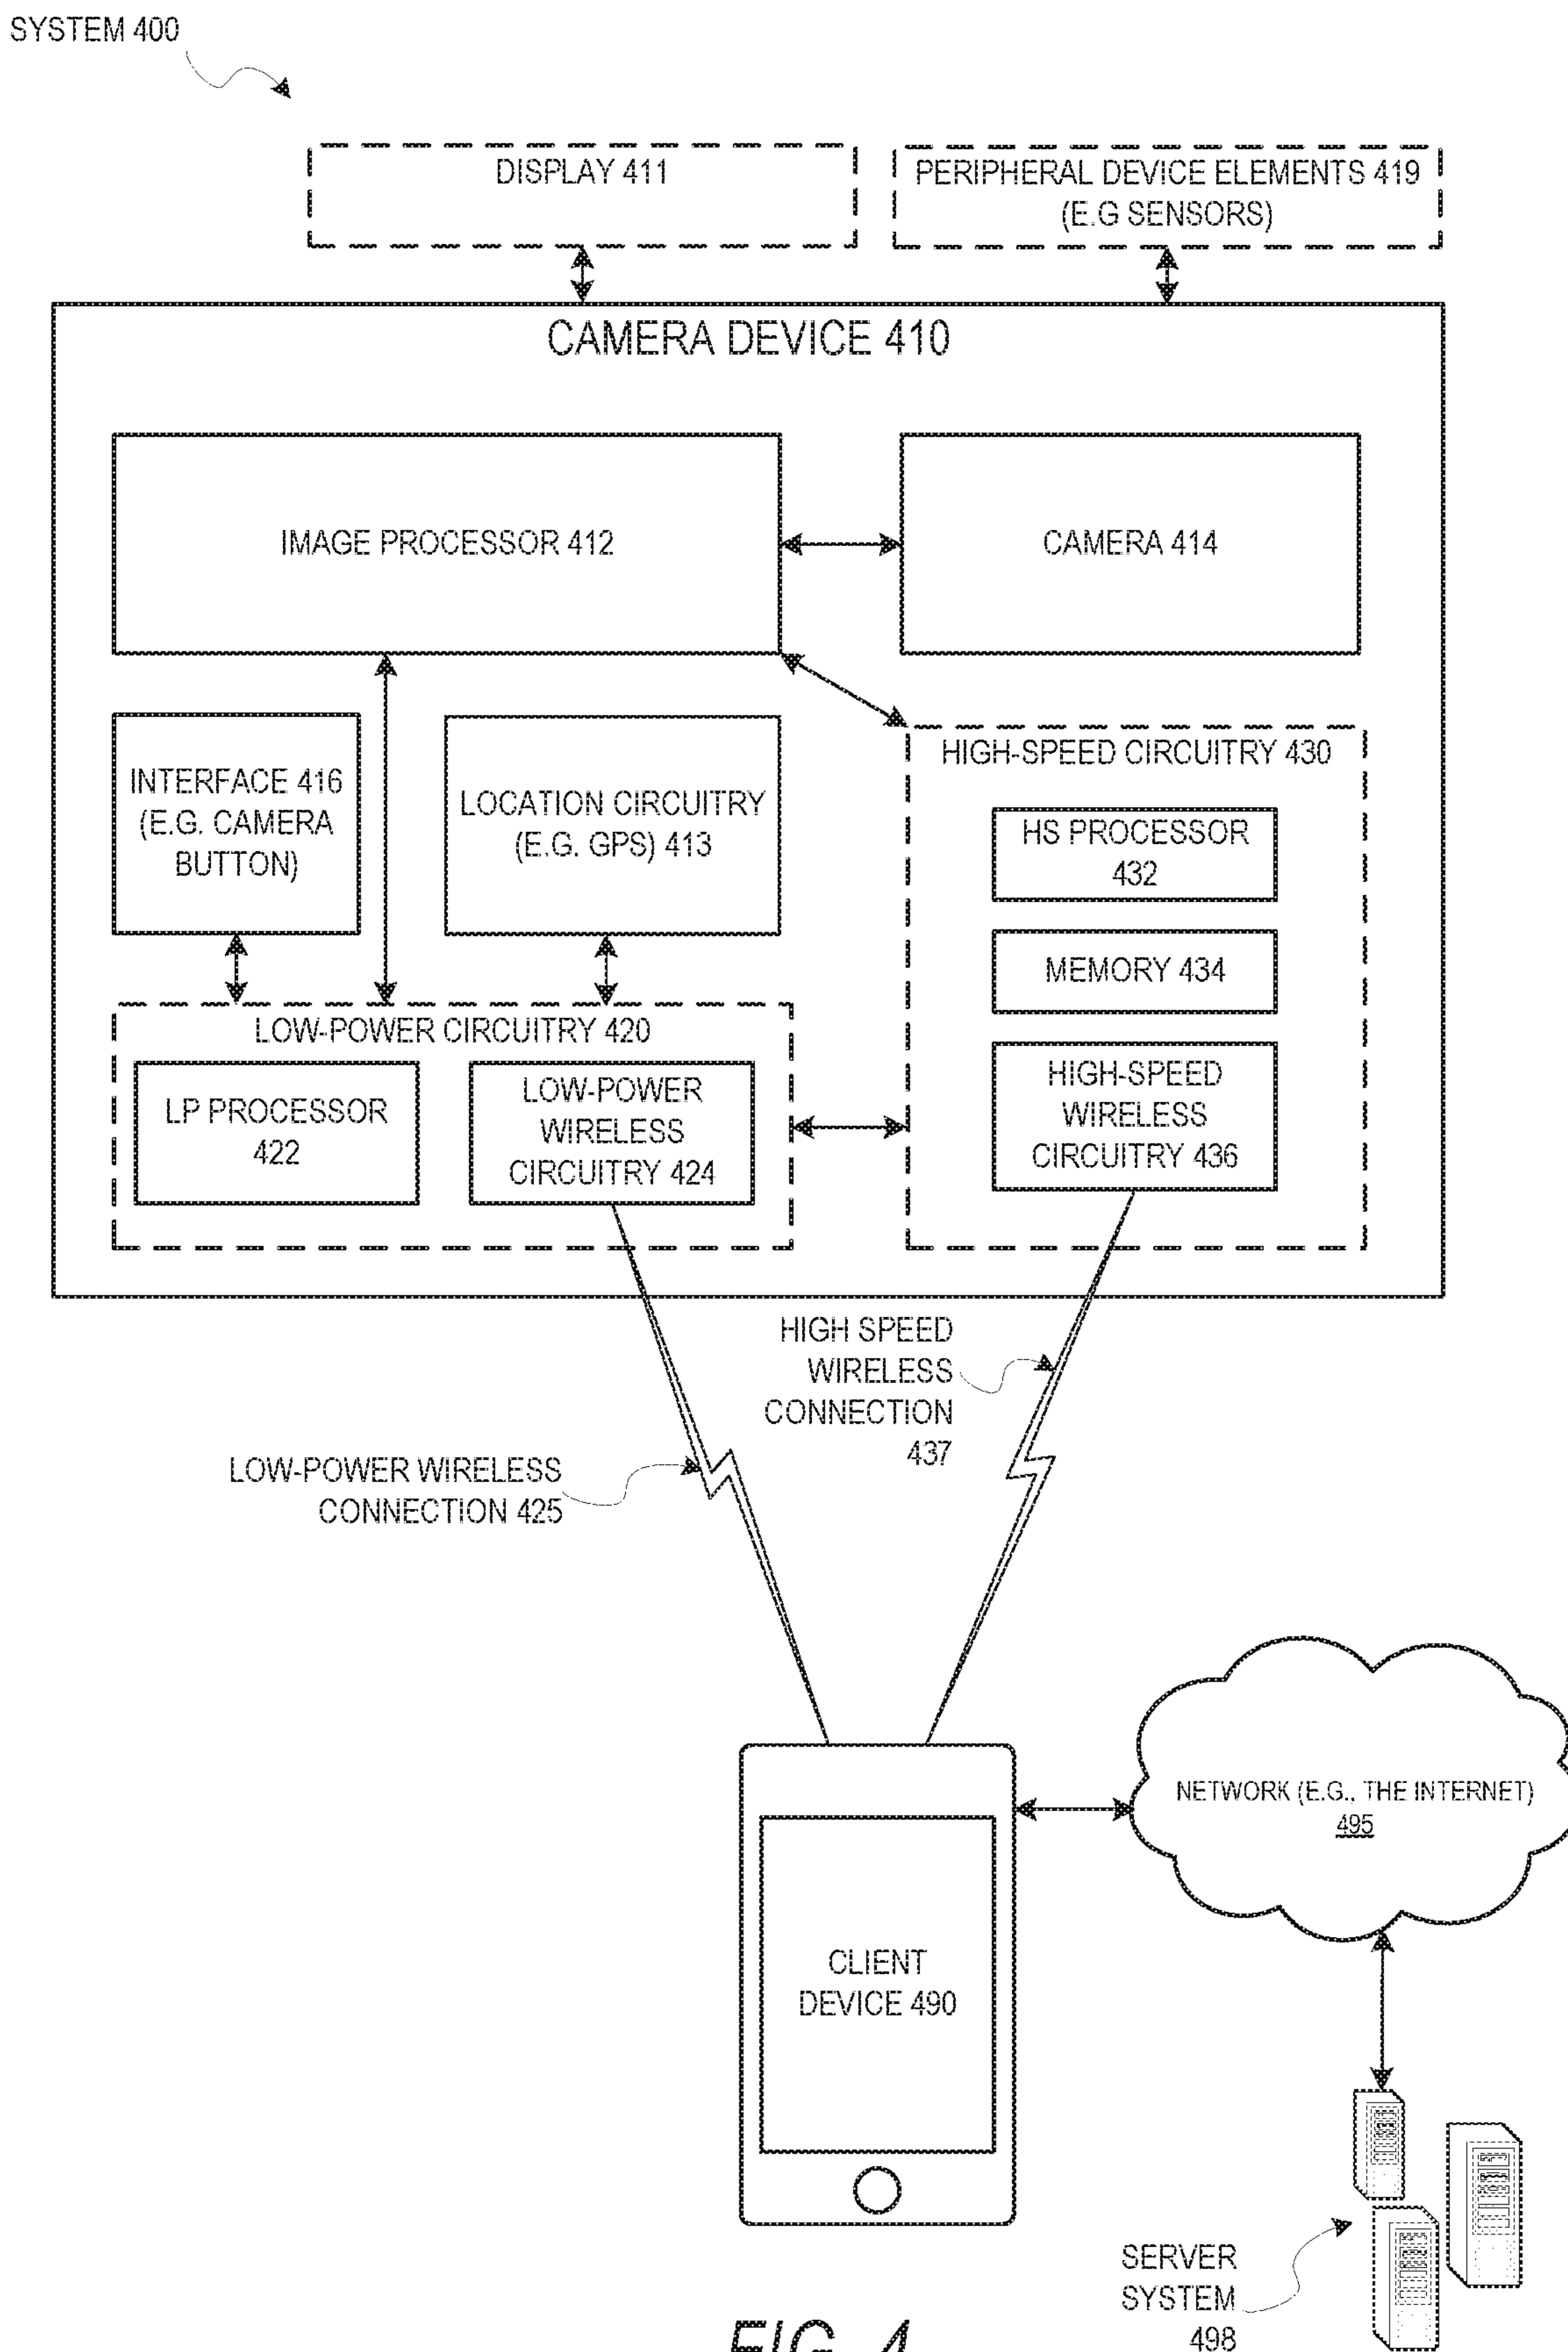 SYSTEM 400
DISPLAY 411
PERIPHERAL DEVICE ELEMENTS 419
(E.G SENSORS)
CAMERA DEVICE 410
IMAGE PROCESSOR 412
CAMERA 414
INTERFACE 416
(E.G. CAMERA
BUTTON)
LOCATION CIRCUITRY
(E.G. GPS) 413
HIGH-SPEED CIRCUITRY 430
HS PROCESSOR
432
MEMORY 434
HIGH-SPEED
WIRELESS
CIRCUITRY 436
LOW-POWER CIRCUITRY 420
LP PROCESSOR
422
LOW-POWER
WIRELESS
CIRCUITRY 424
HIGH SPEED
WIRELESS
CONNECTION
437
LOW-POWER WIRELESS
CONNECTION 425
NETWORK (E.G., THE INTERNET)
495
CLIENT
DEVICE 490
SERVER
SYSTEM
498
FIG. 4